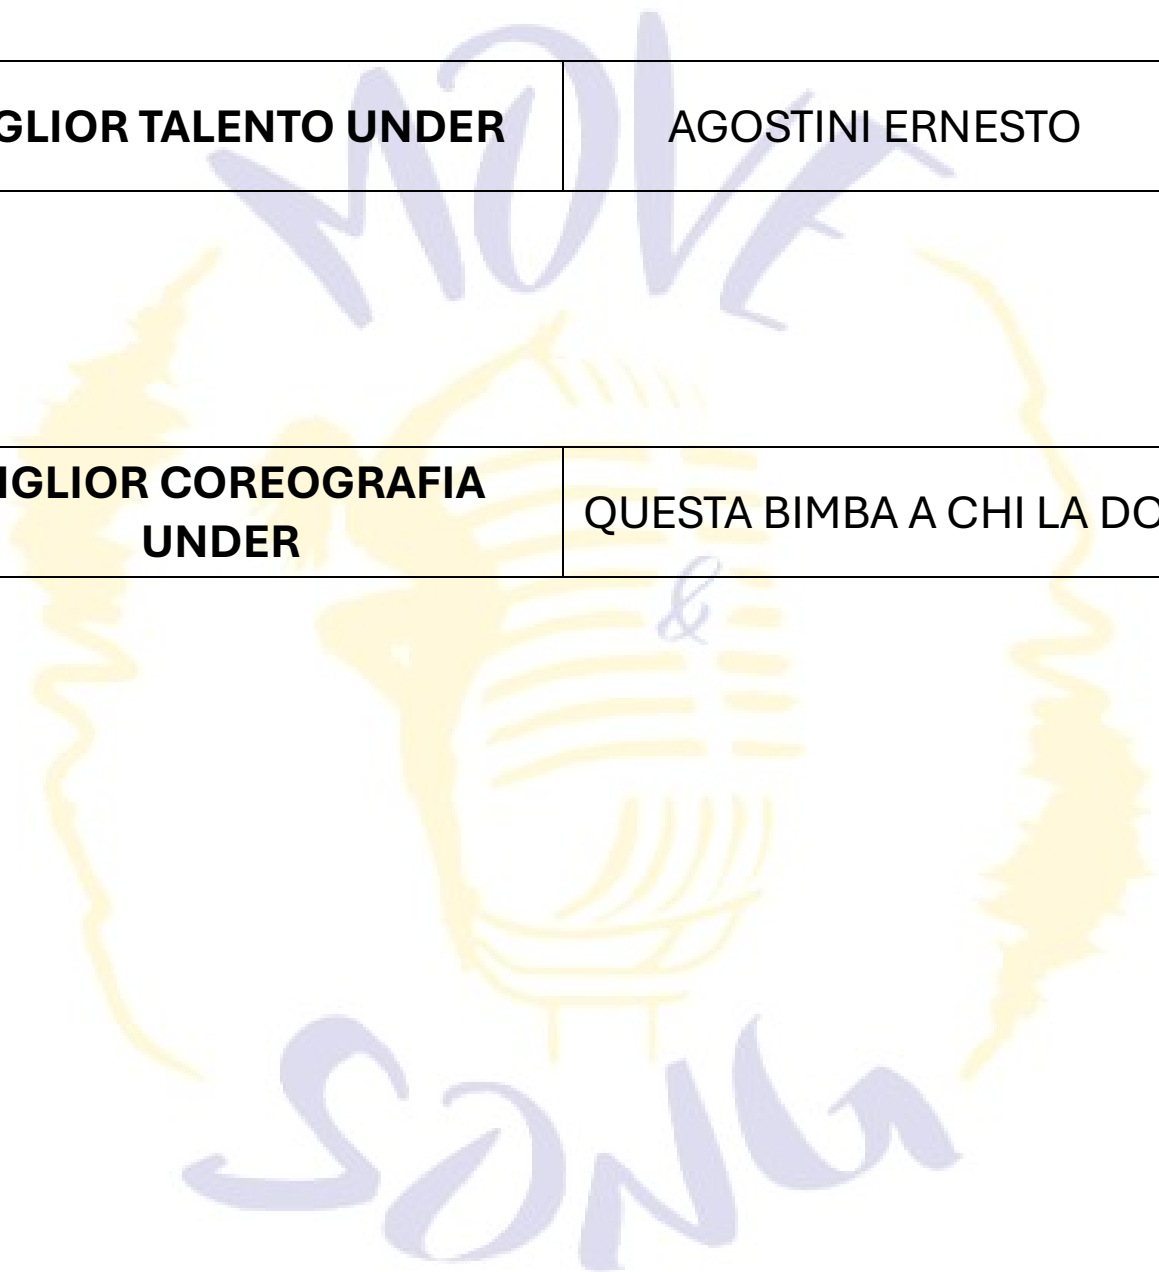 MOVE
GLIOR TALENTO UNDER
AGOSTINI ERNESTO
IGLIOR COREOGRAFIA
UNDER
QUESTA BIMBA A CHI LA DO
&
SONG